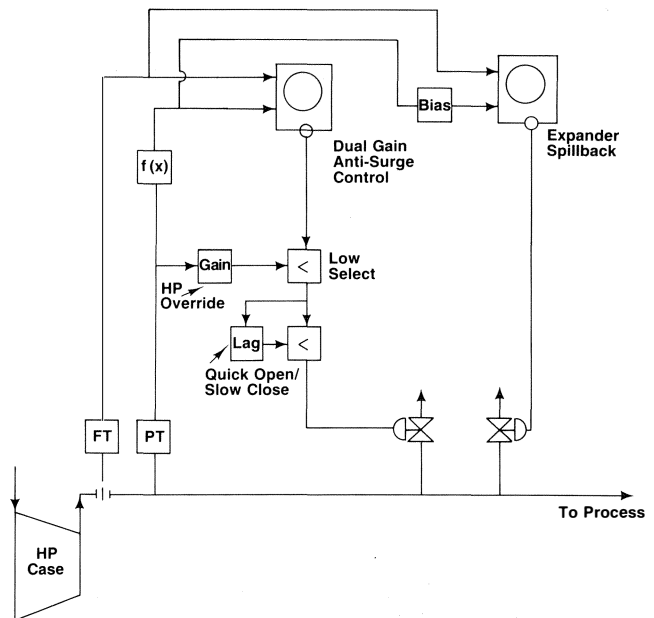 Bias
Expander
Spillback
Dual Gain
Anti-Surge
Control
f(x)
Gain
<
Low
Select
HP
Override
Lag
<
Quick Open/
Slow Close
FT
PT
To Process
HP
Case